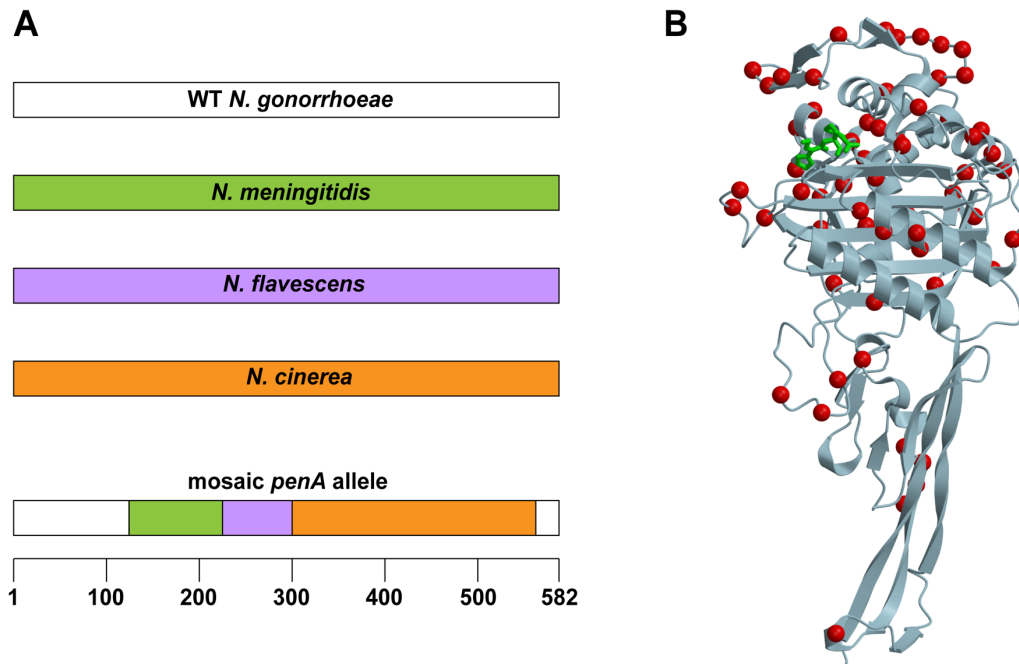 A
B
WT N. gonorrhoeae
N. meningitidis
N. flavescens
N. cinerea
mosaic penA allele
1 100 200 300 400 500 582